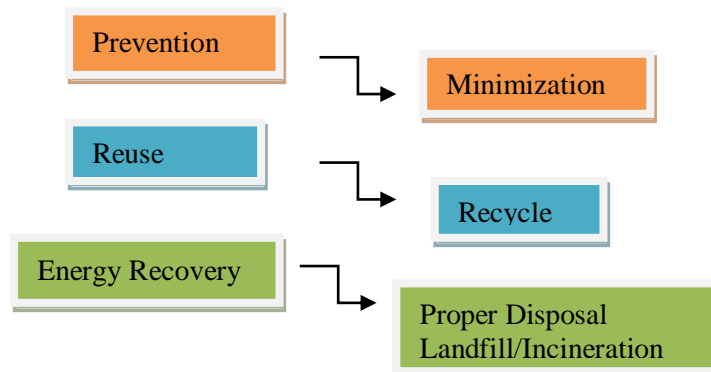 Prevention
Minimization
Reuse
Recycle
Energy Recovery
Proper Disposal
Landfill/Incineration